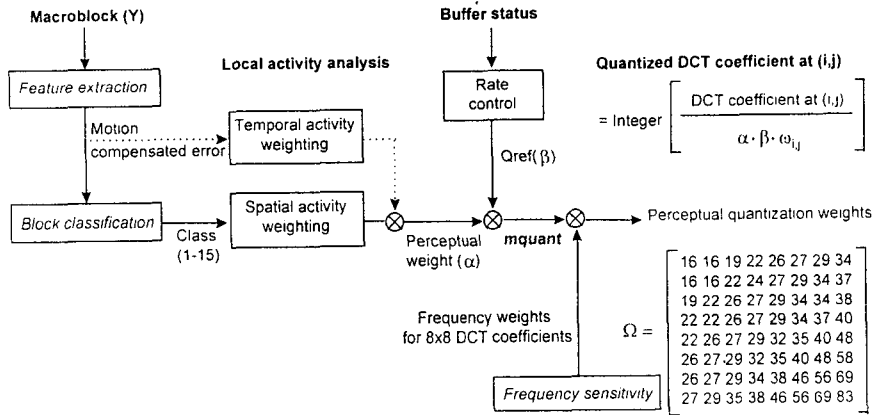 Macroblock (Y)
Buffer status
Feature extraction
Local activity analysis
Rate
control
Quantized DCT coefficient at (i,j)
= Integer [ DCT coefficient at (i,j)
α · β · ω i,j ]
Motion
compensated error
Temporal activity
weighting
Qref(β)
Block classification
Class
(1-15)
Spatial activity
weighting
Perceptual
weight (α)
mquant
Perceptual quantization weights
Frequency weights
for 8x8 DCT coefficients
Frequency sensitivity
Ω =
16 16 19 22 26 27 29 34
16 16 22 24 27 29 34 37
19 22 26 27 29 34 34 38
22 22 26 27 29 34 37 40
22 26 27 29 32 35 40 48
26 27 29 32 35 40 48 58
26 27 29 34 38 46 56 69
27 29 35 38 46 56 69 83